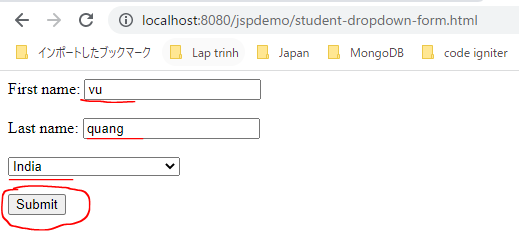 localhost:8080/jspdemo/student-dropdown-form.html
インポートしたブックマーク Lap trinh Japan MongoDB code igniter
First name: vu
Last name: quang
India
Submit